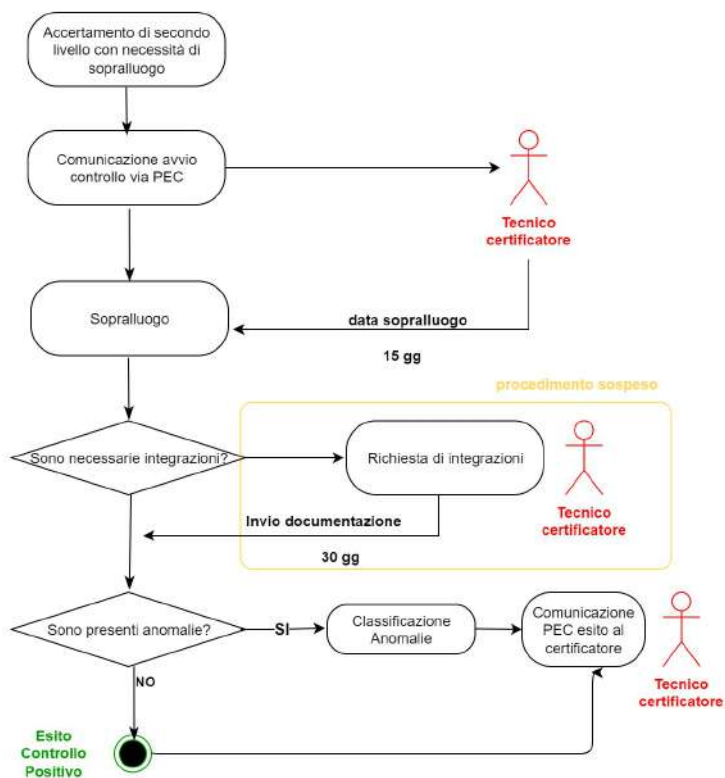 Accertamento di secondo
livello con necessità di
sopralluogo
Comunicazione avvio
controllo via PEC
Tecnico
certificatore
Sopralluogo
data sopralluogo
15 gg
procedimento sospeso
Sono necessarie integrazioni?
Richiesta di integrazioni
Tecnico
certificatore
Invio documentazione
30 gg
Sono presenti anomalie?
SI
Classificazione
Anomalie
Comunicazione
PEC esito al
certificatore
Tecnico
certificatore
NO
Esito
Controllo
Positivo